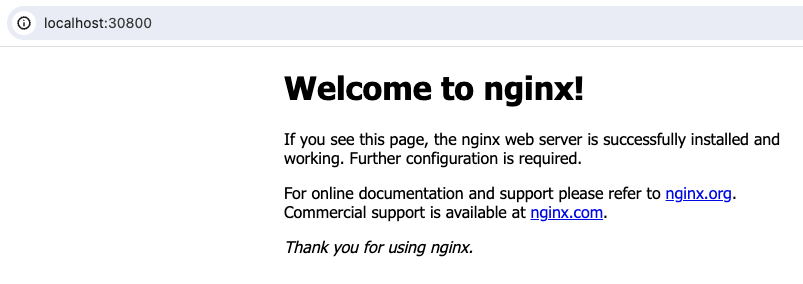 localhost:30800
Welcome to nginx!
If you see this page, the nginx web server is successfully installed and
working. Further configuration is required.
For online documentation and support please refer to nginx.org.
Commercial support is available at nginx.com.
Thank you for using nginx.